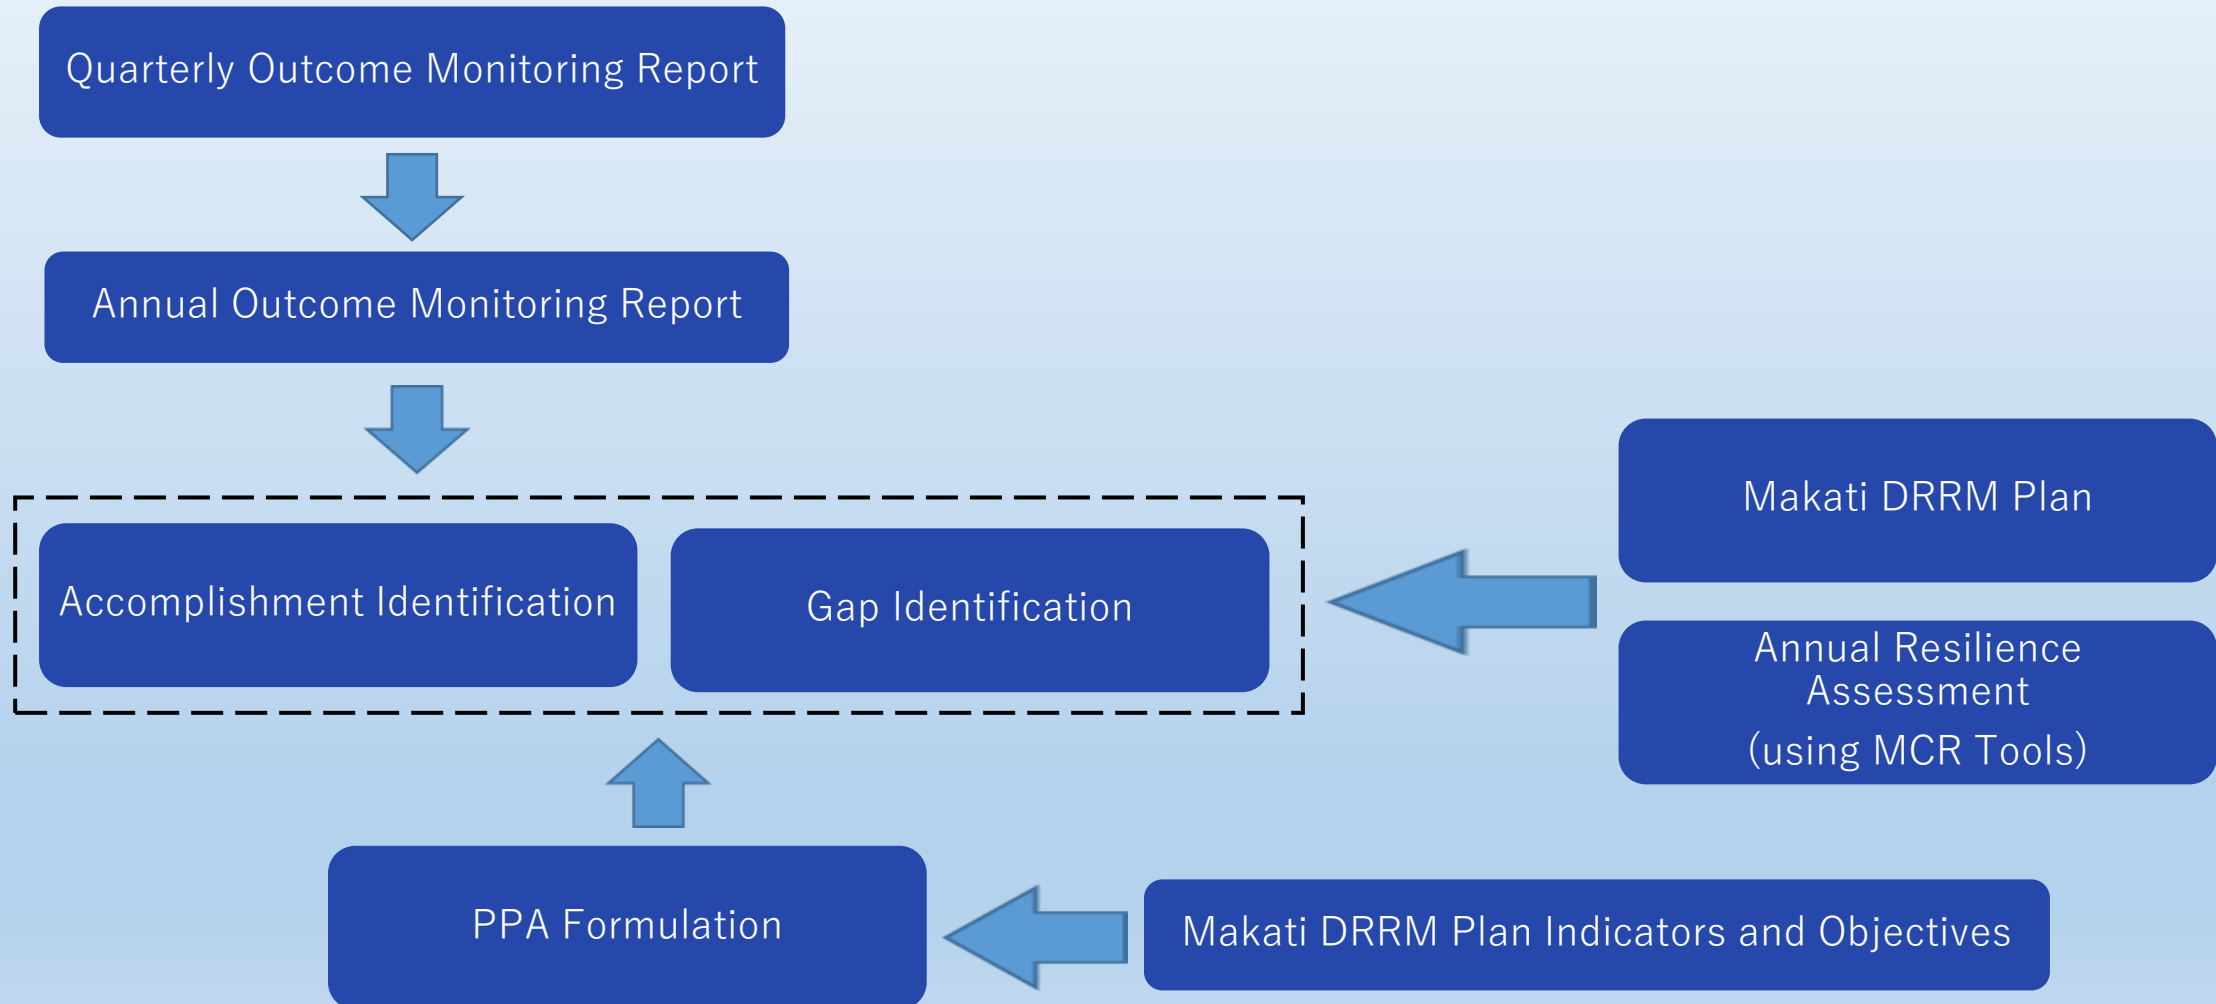 Quarterly Outcome Monitoring Report
Annual Outcome Monitoring Report
Accomplishment Identification
Gap Identification
Makati DRRM Plan
Annual Resilience
Assessment
(using MCR Tools)
PPA Formulation
Makati DRRM Plan Indicators and Objectives